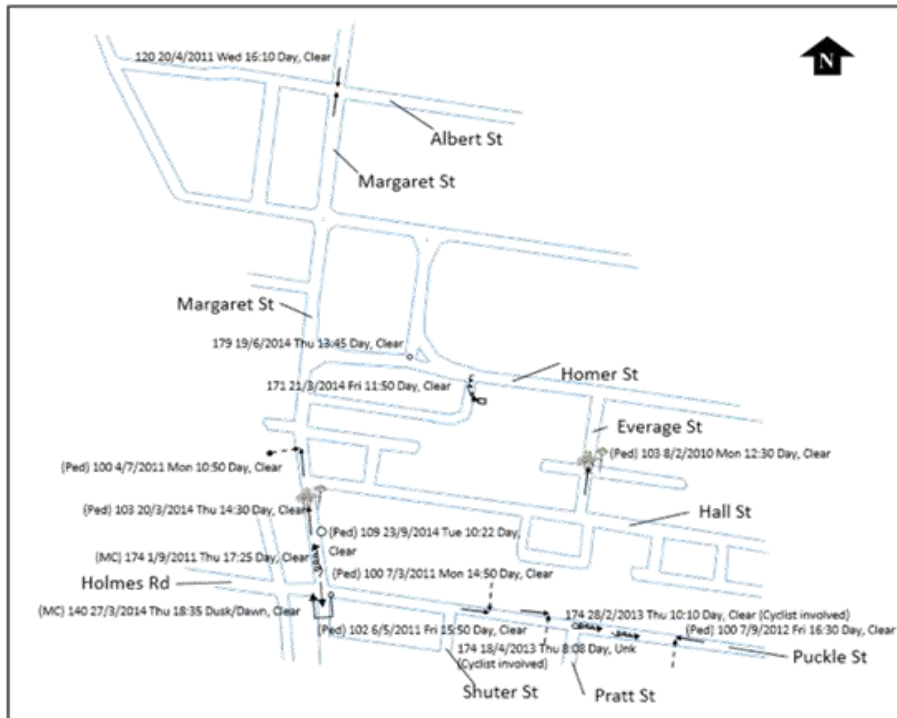 120 20/4/2011 Wed 16:10 Day, Clear
N
Albert St
Margaret St
Margaret St
179 19/6/2014 Thu 13:45 Day, Clear
Homer St
171 21/3/2014 Fri 11:50 Day, Clear
Everage St
(Ped) 103 8/2/2010 Mon 12:30 Day, Clear
(Ped) 100 4/7/2011 Mon 10:50 Day, Clear
(Ped) 103 20/3/2014 Thu 14:30 Day, Clear
Hall St
(Ped) 109 23/9/2014 Tue 10:22 Day,
Clear
(MC) 174 1/9/2011 Thu 17:25 Day, Clear
(Ped) 100 7/3/2011 Mon 14:50 Day, Clear
Holmes Rd
(MC) 140 27/3/2014 Thu 18:35 Dusk/Dawn, Clear
174 28/2/2013 Thu 10:10 Day, Clear (Cyclist involved)
(Ped) 102 6/5/2011 Fri 15:50 Day, Clear
(Ped) 100 7/9/2012 Fri 16:30 Day, Clear
174 18/4/2013 Thu 8:08 Day, Unk
(Cyclist involved)
Puckle St
Shuter St
Pratt St